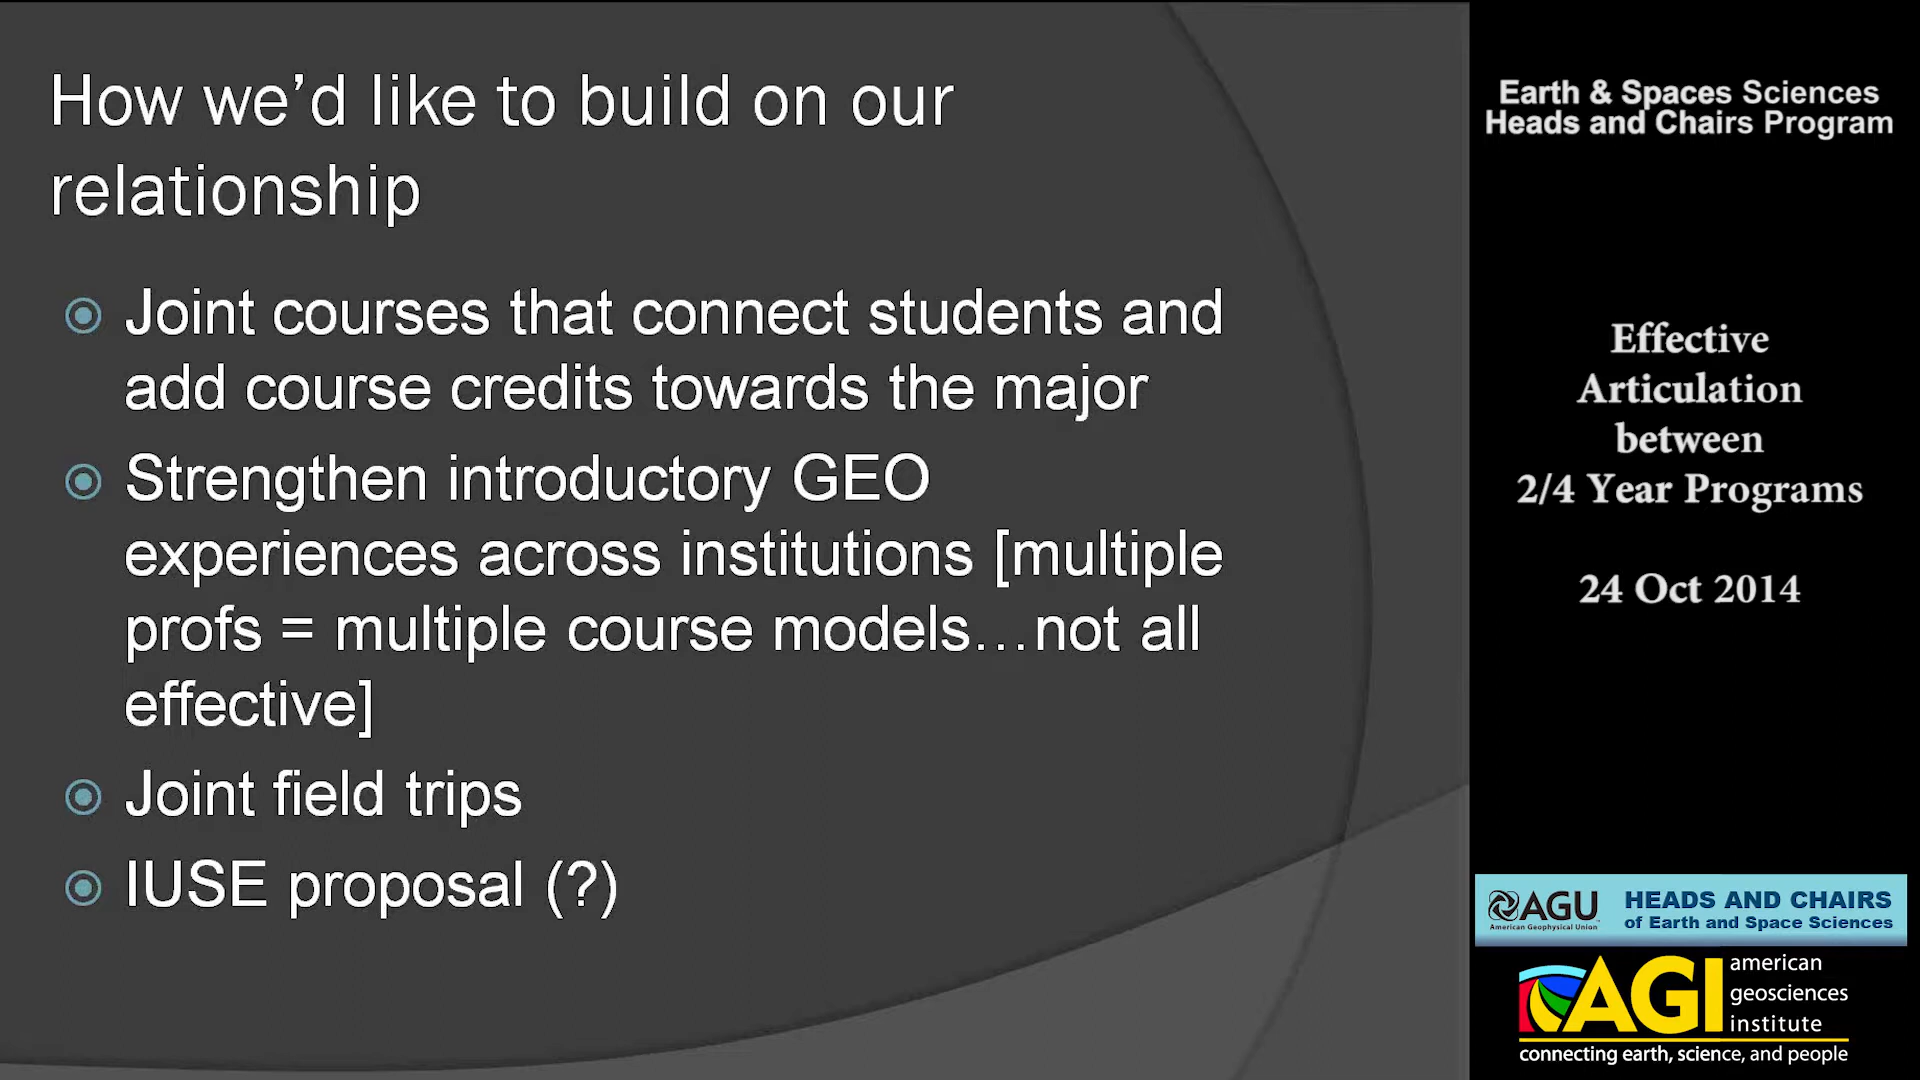 How we’d like to build on our
relationship
Joint courses that connect students and
add course credits towards the major
Strengthen introductory GEO
experiences across institutions [multiple
profs = multiple course models…not all
effective]
Joint field trips
IUSE proposal (?)
Earth & Spaces Sciences
Heads and Chairs Program
Effective
Articulation
between
2/4 Year Programs
24 Oct 2014
AGU
American Geophysical Union
HEADS AND CHAIRS
of Earth and Space Sciences
AGI
american
geosciences
institute
connecting earth, science, and people